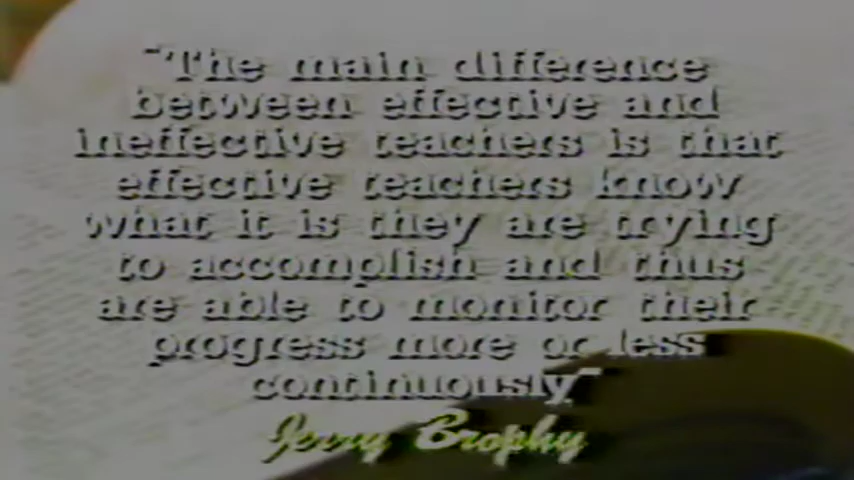 "The main difference
between effective and
ineffective teachers is that
effective teachers know
what it is they are trying
to accomplish and thus
are able to monitor their
progress more or less
continuously"
Jerry Brophy